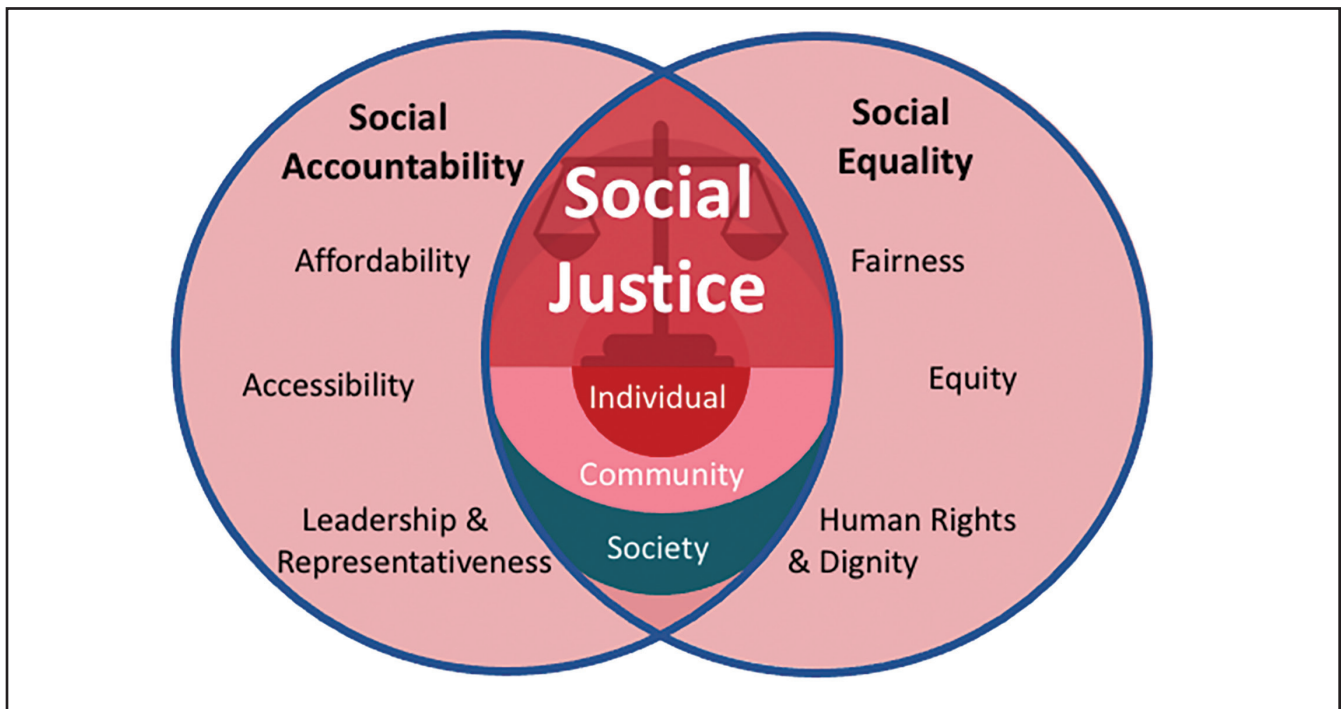 Social
Accountability
Affordability
Accessibility
Leadership &
Representativeness
Social
Justice
Individual
Community
Society
Social
Equality
Fairness
Equity
Human Rights
& Dignity